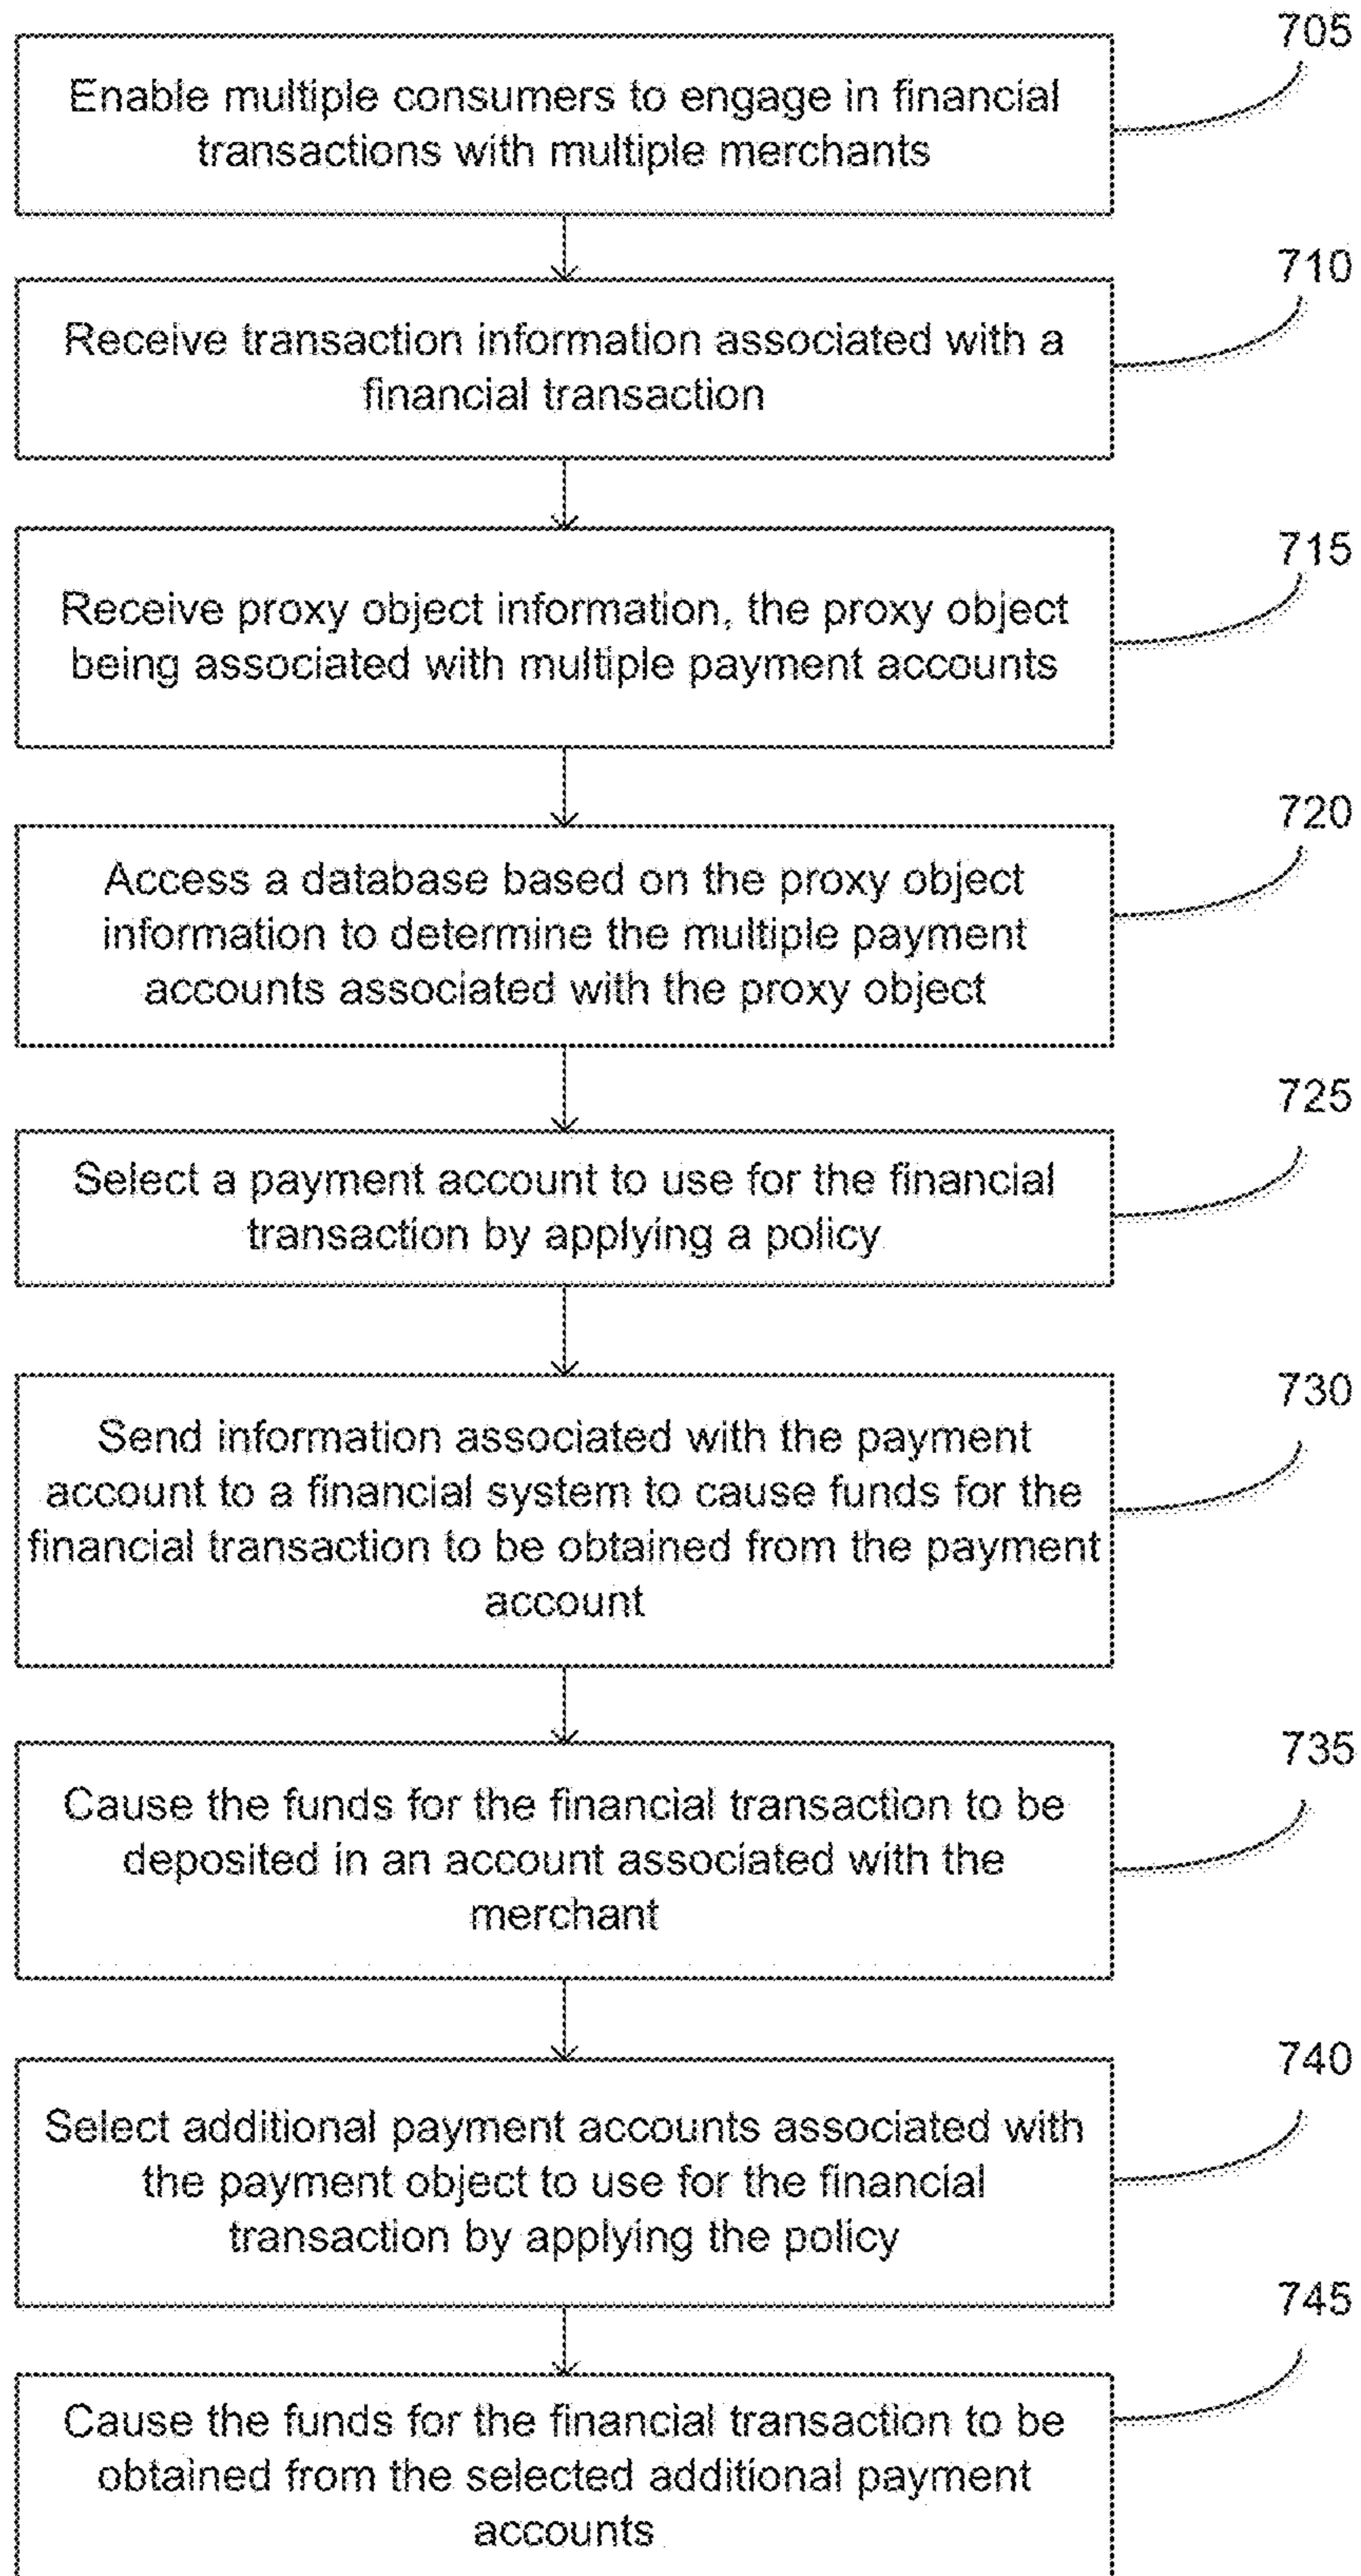 705
Enable multiple consumers to engage in financial
transactions with multiple merchants
710
Receive transaction information associated with a
financial transaction
715
Receive proxy object information, the proxy object
being associated with multiple payment accounts
720
Access a database based on the proxy object
information to determine the multiple payment
accounts associated with the proxy object
725
Select a payment account to use for the financial
transaction by applying a policy
730
Send information associated with the payment
account to a financial system to cause funds for the
financial transaction to be obtained from the payment
account
735
Cause the funds for the financial transaction to be
deposited in an account associated with the
merchant
740
Select additional payment accounts associated with
the payment object to use for the financial
transaction by applying the policy
745
Cause the funds for the financial transaction to be
obtained from the selected additional payment
accounts